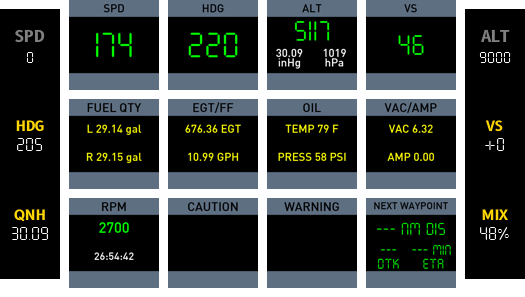 SPD
0
HDG
205
QNH
30.09
SPD
174
HDG
220
ALT
5117
30.09 1019
inHg hPa
VS
46
FUEL QTY
L 29.14 gal
R 29.15 gal
EGT/FF
676.36 EGT
10.99 GPH
OIL
TEMP 79 F
PRESS 58 PSI
VAC/AMP
VAC 6.32
AMP 0.00
RPM
2700
26:54:42
CAUTION
WARNING
NEXT WAYPOINT
--- NM DIS
--- --- MIN
DTK ETA
ALT
9000
VS
+0
MIX
48%